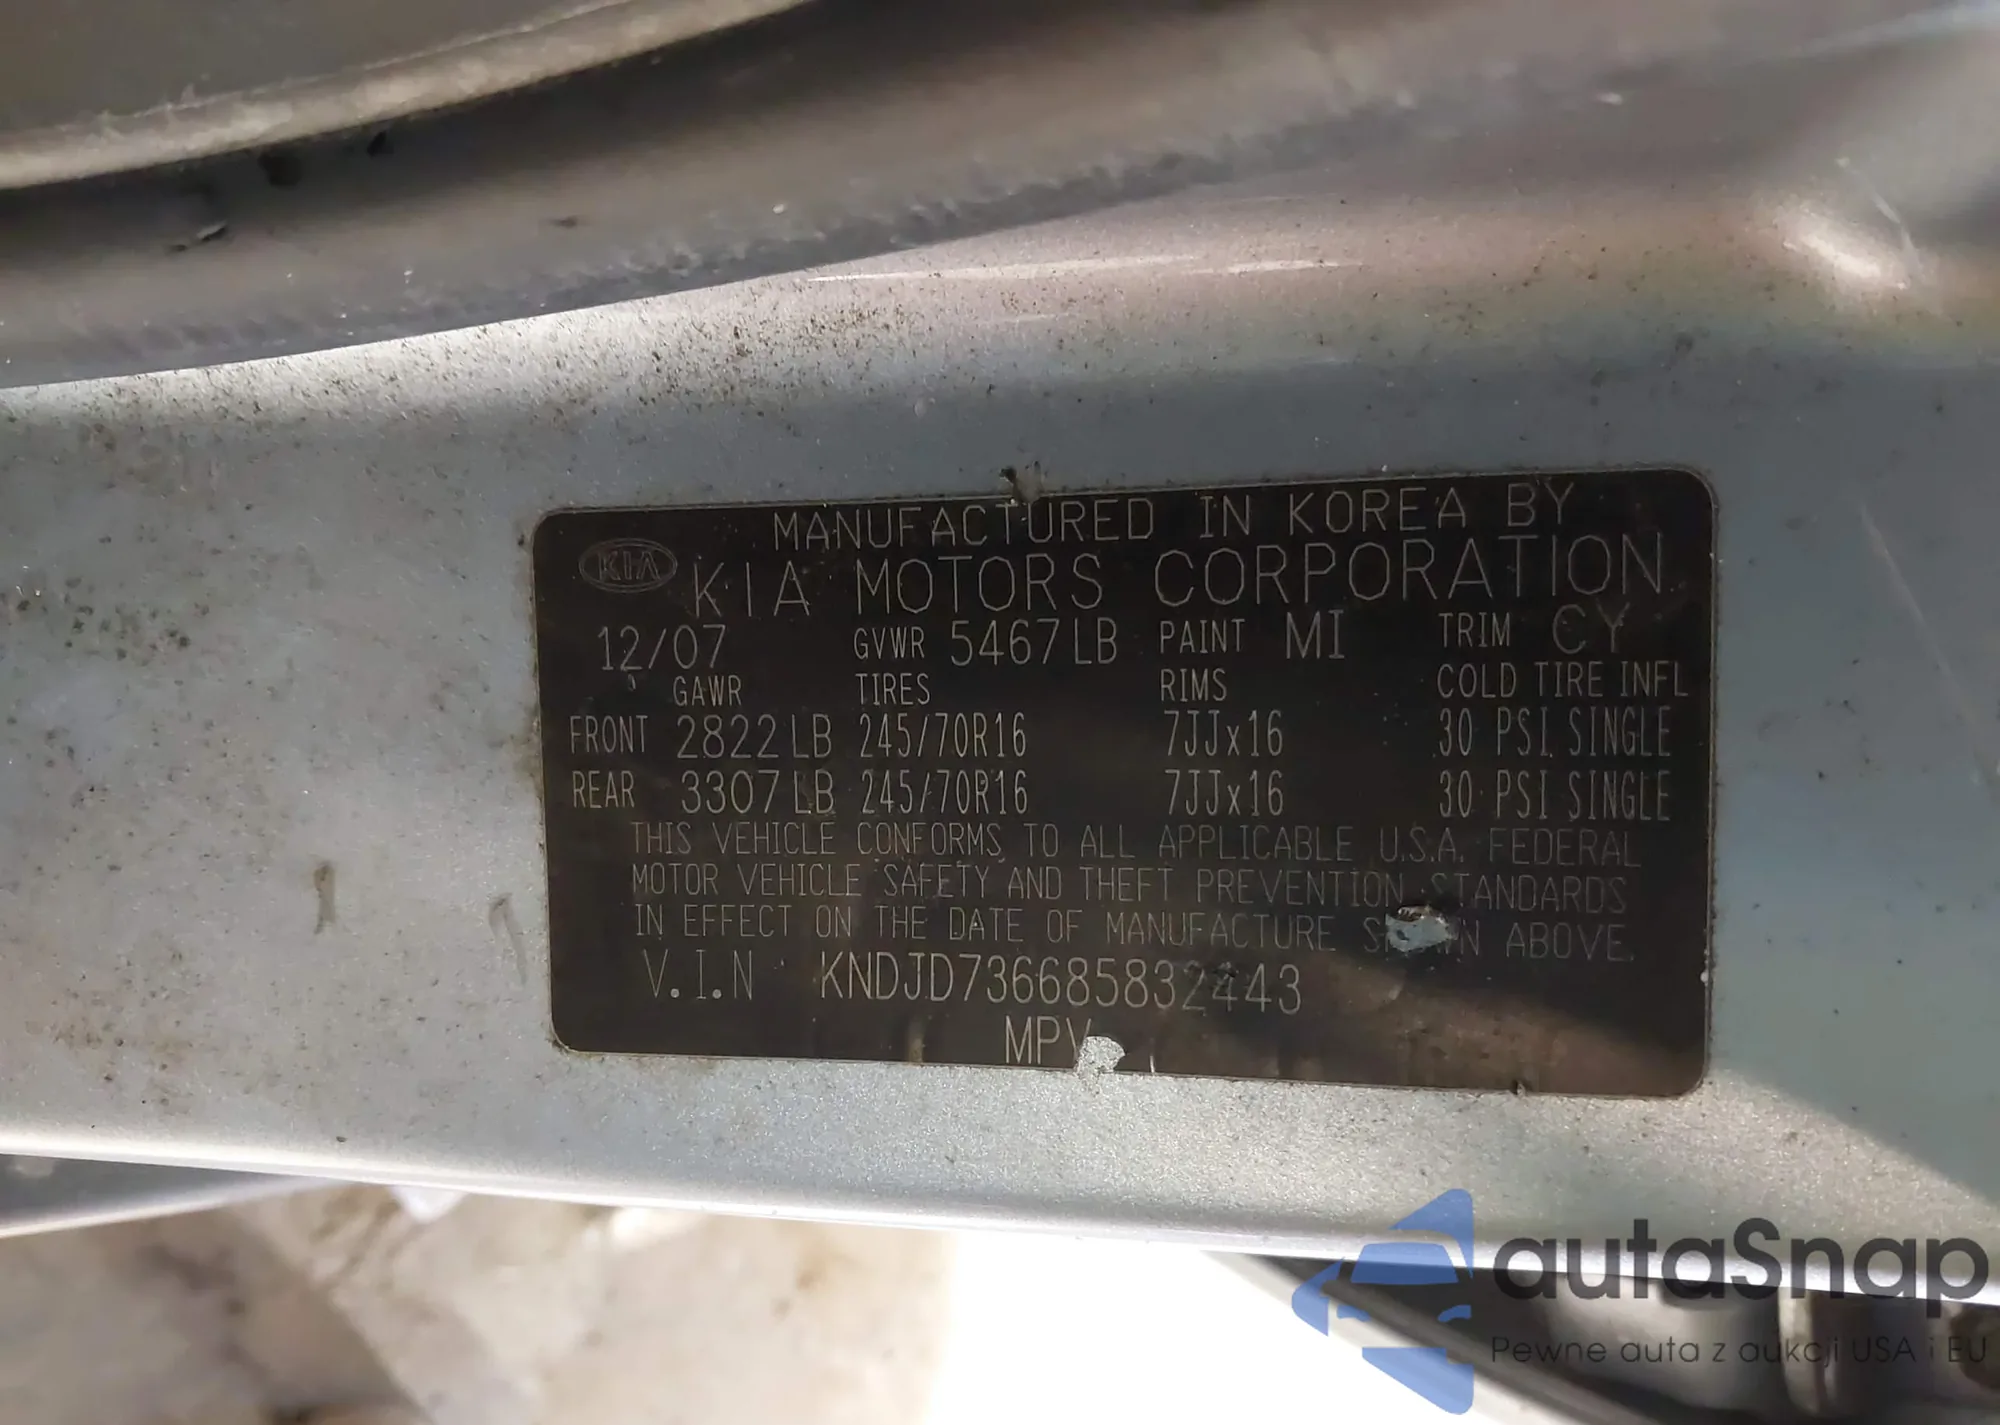 MANUFACTURED IN KOREA BY
KIA KIA MOTORS CORPORATION
12/07 GVWR 5467LB PAINT MI TRIM CY
GAWR TIRES RIMS COLD TIRE INFL
FRONT 2822LB 245/70R16 7JJx16 30 PSI SINGLE
REAR 3307LB 245/70R16 7JJx16 30 PSI SINGLE
THIS VEHICLE CONFORMS TO ALL APPLICABLE U.S.A. FEDERAL
MOTOR VEHICLE SAFETY AND THEFT PREVENTION STANDARDS
IN EFFECT ON THE DATE OF MANUFACTURE SHOWN ABOVE.
V.I.N KNDJD736685832443
MPV
autaSnap
Pewne auta z aukcji USA i EU